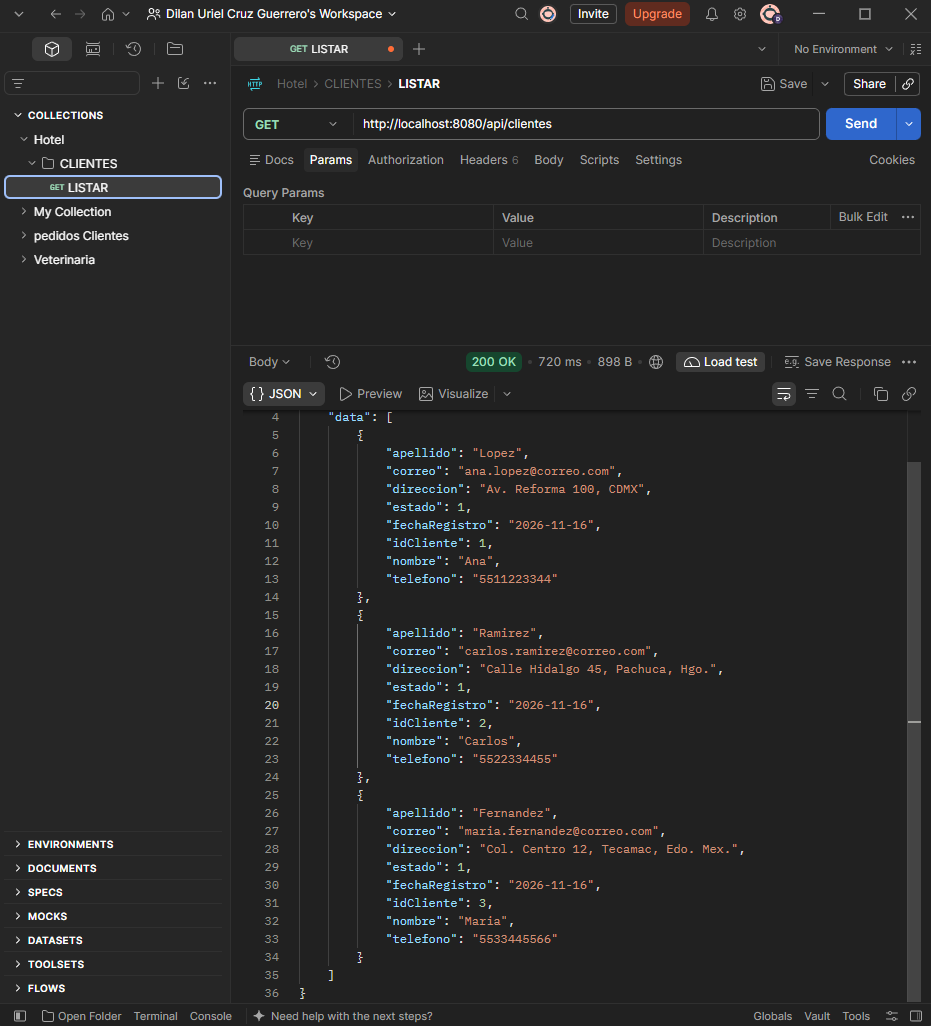 Dilan Uriel Cruz Guerrero's Workspace
Invite
Upgrade
GET LISTAR
No Environment
COLLECTIONS
Hotel
CLIENTES
GET LISTAR
My Collection
pedidos Clientes
Veterinaria
ENVIRONMENTS
DOCUMENTS
SPECS
MOCKS
DATASETS
TOOLSETS
FLOWS
HTTP Hotel > CLIENTES > LISTAR
Save
Share
GET
http://localhost:8080/api/clientes
Send
Docs Params Authorization Headers 6 Body Scripts Settings Cookies
Query Params
Key Value Description Bulk Edit
Key Value Description
Body 200 OK • 720 ms • 898 B Load test e.g. Save Response
{} JSON Preview Visualize
4 "data": [
5 {
6 "apellido": "Lopez",
7 "correo": "ana.lopez@correo.com",
8 "direccion": "Av. Reforma 100, CDMX",
9 "estado": 1,
10 "fechaRegistro": "2026-11-16",
11 "idCliente": 1,
12 "nombre": "Ana",
13 "telefono": "5511223344"
14 },
15 {
16 "apellido": "Ramirez",
17 "correo": "carlos.ramirez@correo.com",
18 "direccion": "Calle Hidalgo 45, Pachuca, Hgo.",
19 "estado": 1,
20 "fechaRegistro": "2026-11-16",
21 "idCliente": 2,
22 "nombre": "Carlos",
23 "telefono": "5522334455"
24 },
25 {
26 "apellido": "Fernandez",
27 "correo": "maria.fernandez@correo.com",
28 "direccion": "Col. Centro 12, Tecamac, Edo. Mex.",
29 "estado": 1,
30 "fechaRegistro": "2026-11-16",
31 "idCliente": 3,
32 "nombre": "Maria",
33 "telefono": "5533445566"
34 }
35 ]
36 }
Open Folder Terminal Console Need help with the next steps? Globals Vault Tools